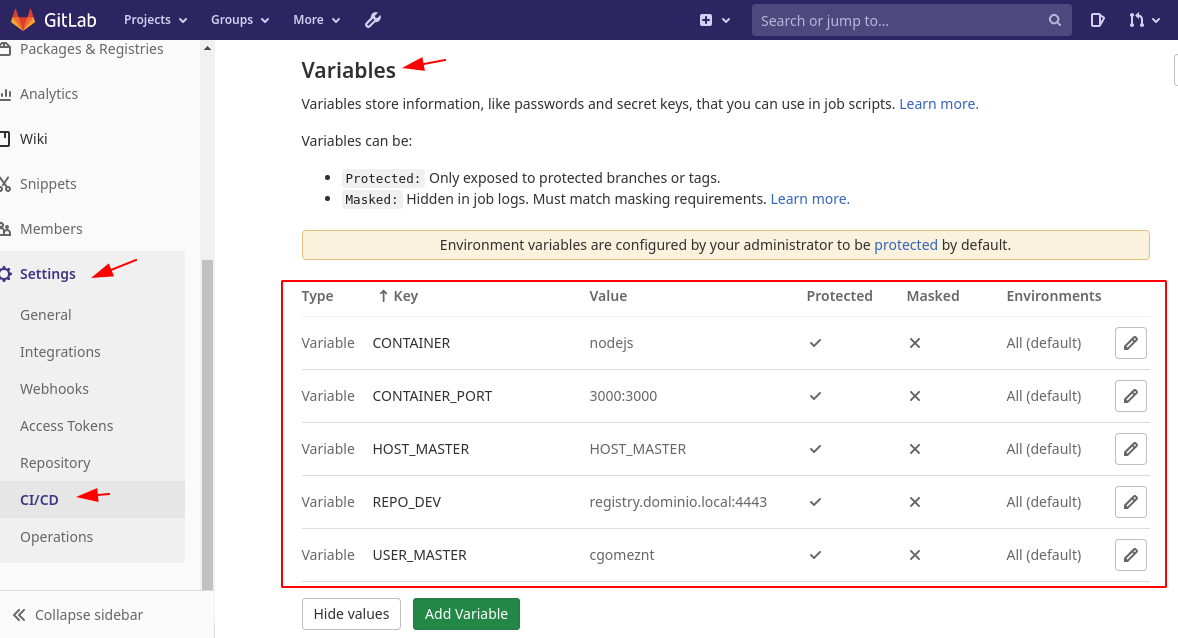 GitLab Projects Groups More Search or jump to...
Packages & Registries
Analytics
Wiki
Snippets
Members
Settings
General
Integrations
Webhooks
Access Tokens
Repository
CI/CD
Operations
Collapse sidebar
Variables
Variables store information, like passwords and secret keys, that you can use in job scripts. Learn more.
Variables can be:
Protected: Only exposed to protected branches or tags.
Masked: Hidden in job logs. Must match masking requirements. Learn more.
Environment variables are configured by your administrator to be protected by default.
Type ↑ Key Value Protected Masked Environments
Variable CONTAINER nodejs All (default)
Variable CONTAINER_PORT 3000:3000 All (default)
Variable HOST_MASTER HOST_MASTER All (default)
Variable REPO_DEV registry.dominio.local:4443 All (default)
Variable USER_MASTER cgomeznt All (default)
Hide values Add Variable